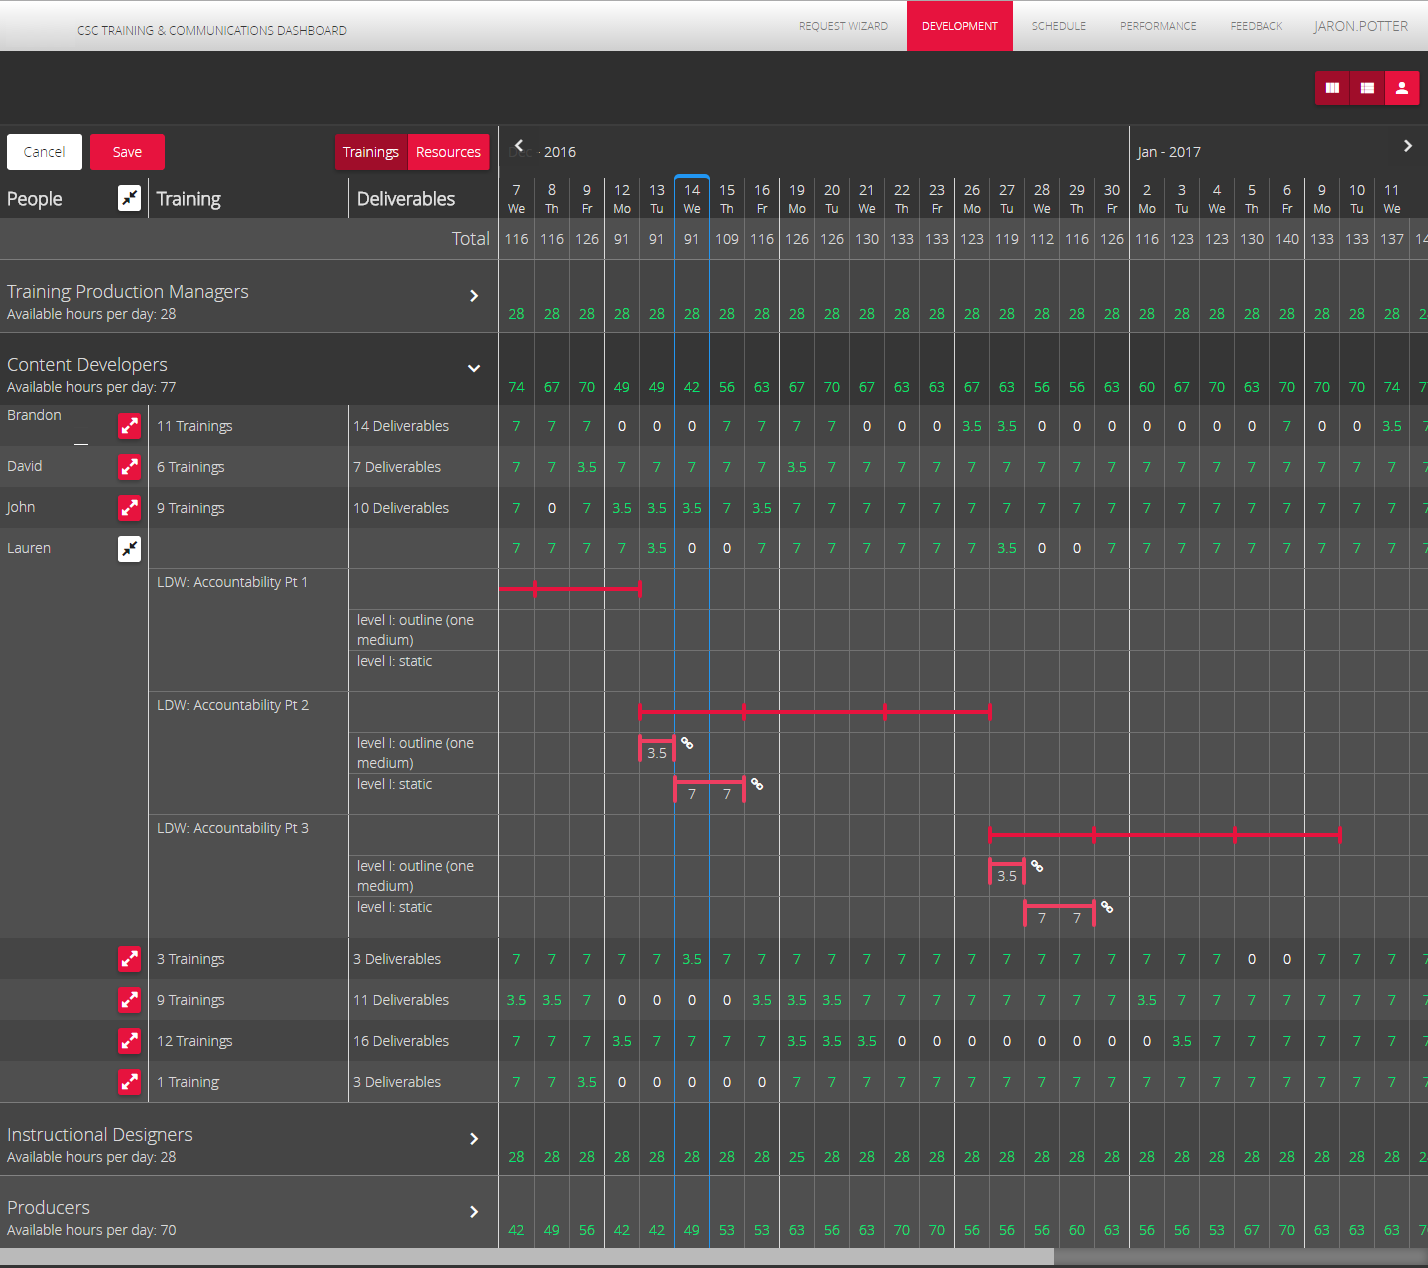 CSC TRAINING & COMMUNICATIONS DASHBOARD
REQUEST WIZARD DEVELOPMENT SCHEDULE PERFORMANCE FEEDBACK JARON.POTTER
Cancel Save Trainings Resources Dec - 2016 Jan - 2017
People Training Deliverables
7 8 9 12 13 14 15 16 19 20 21 22 23 26 27 28 29 30 2 3 4 5 6 9 10 11
We Th Fr Mo Tu We Th Fr Mo Tu We Th Fr Mo Tu We Th Fr Mo Tu We Th Fr Mo Tu We
Total 116 116 126 91 91 91 109 116 126 126 130 133 133 123 119 112 116 126 116 123 123 130 140 133 133 137 14
Training Production Managers
Available hours per day: 28
28 28 28 28 28 28 28 28 28 28 28 28 28 28 28 28 28 28 28 28 28 28 28 28 28 28 2
Content Developers
Available hours per day: 77
74 67 70 49 49 42 56 63 67 70 67 63 63 67 63 56 56 63 60 67 70 63 70 70 70 74 7
Brandon 11 Trainings 14 Deliverables 7 7 7 0 0 0 7 7 7 7 0 0 0 3.5 3.5 0 0 0 0 0 0 0 7 0 0 3.5 7
David 6 Trainings 7 Deliverables 7 7 3.5 7 7 7 7 7 3.5 7 7 7 7 7 7 7 7 7 7 7 7 7 7 7 7 7 7
John 9 Trainings 10 Deliverables 7 0 7 3.5 3.5 3.5 7 3.5 7 7 7 7 7 7 7 7 7 7 7 7 7 7 7 7 7 7 7
Lauren 7 7 7 7 3.5 0 0 7 7 7 7 7 7 7 3.5 0 0 7 7 7 7 7 7 7 7 7 7
LDW: Accountability Pt 1
level I: outline (one
medium)
level I: static
LDW: Accountability Pt 2
level I: outline (one
medium)
3.5
level I: static
7 7
LDW: Accountability Pt 3
level I: outline (one
medium)
3.5
level I: static
7 7
3 Trainings 3 Deliverables 7 7 7 7 7 3.5 7 7 7 7 7 7 7 7 7 7 7 7 7 7 7 0 0 7 7 7 7
9 Trainings 11 Deliverables 3.5 3.5 7 0 0 0 0 3.5 3.5 3.5 7 7 7 7 7 7 7 7 3.5 7 7 7 7 7 7 7 7
12 Trainings 16 Deliverables 7 7 7 3.5 7 7 7 7 3.5 3.5 3.5 0 0 0 0 0 0 0 0 3.5 7 7 7 7 7 7 7
1 Training 3 Deliverables 7 7 3.5 0 0 0 0 0 7 7 7 7 7 7 7 7 7 7 7 7 7 7 7 7 7 7 7
Instructional Designers
Available hours per day: 28
28 28 28 28 28 28 28 28 25 28 28 28 28 28 28 28 28 28 28 28 28 28 28 28 28 28 2
Producers
Available hours per day: 70
42 49 56 42 42 49 53 53 63 56 63 70 70 56 56 56 60 63 56 56 53 67 70 63 63 63 7